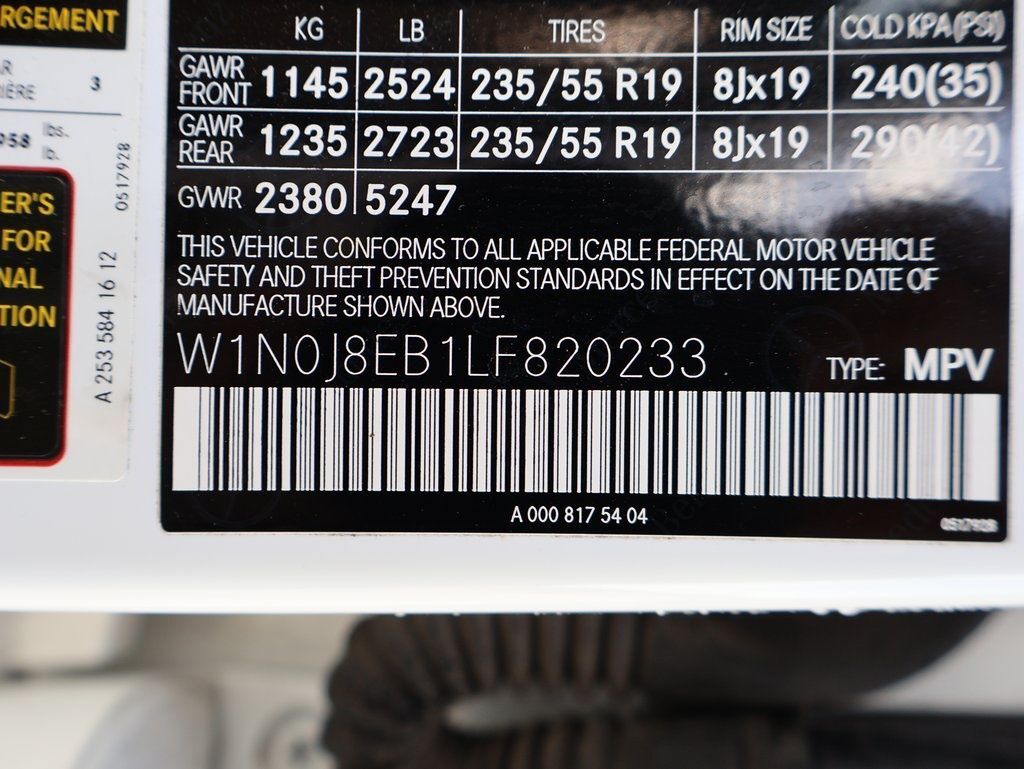 RGEMENT
3
958 lbs.
lb.
ER'S
FOR
NAL
TION
0517928
A 253 584 16 12
KG LB TIRES RIM SIZE COLD KPA(PSI)
GAWR FRONT 1145 2524 235/55 R19 8Jx19 240(35)
GAWR REAR 1235 2723 235/55 R19 8Jx19 290(42)
GVWR 2380 5247
THIS VEHICLE CONFORMS TO ALL APPLICABLE FEDERAL MOTOR VEHICLE
SAFETY AND THEFT PREVENTION STANDARDS IN EFFECT ON THE DATE OF
MANUFACTURE SHOWN ABOVE.
W1N0J8EB1LF820233 TYPE: MPV
A 000 817 54 04
0517928